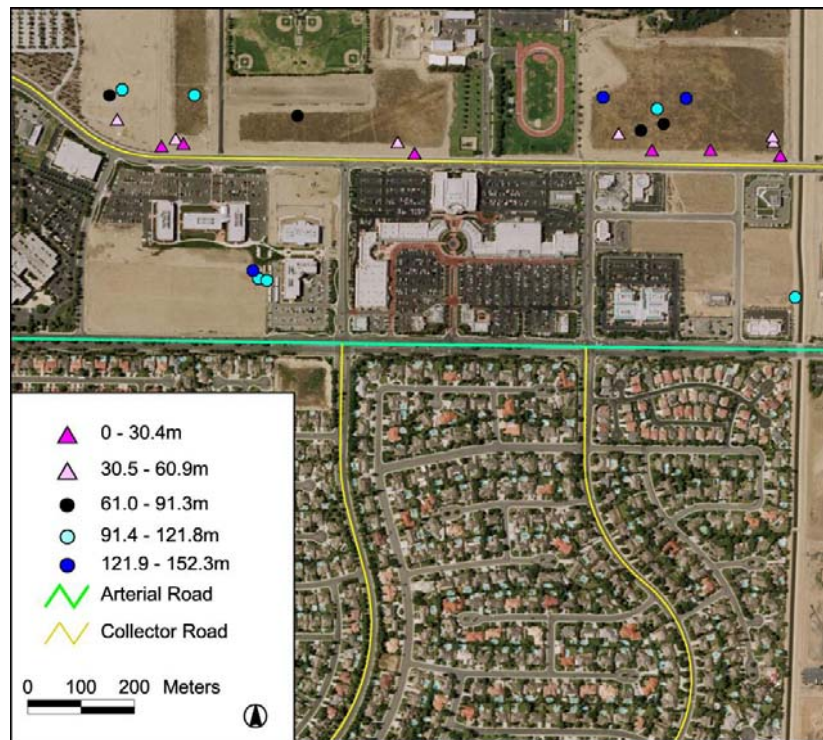 0 - 30.4m
30.5 - 60.9m
61.0 - 91.3m
91.4 - 121.8m
121.9 - 152.3m
Arterial Road
Collector Road
0 100 200 Meters